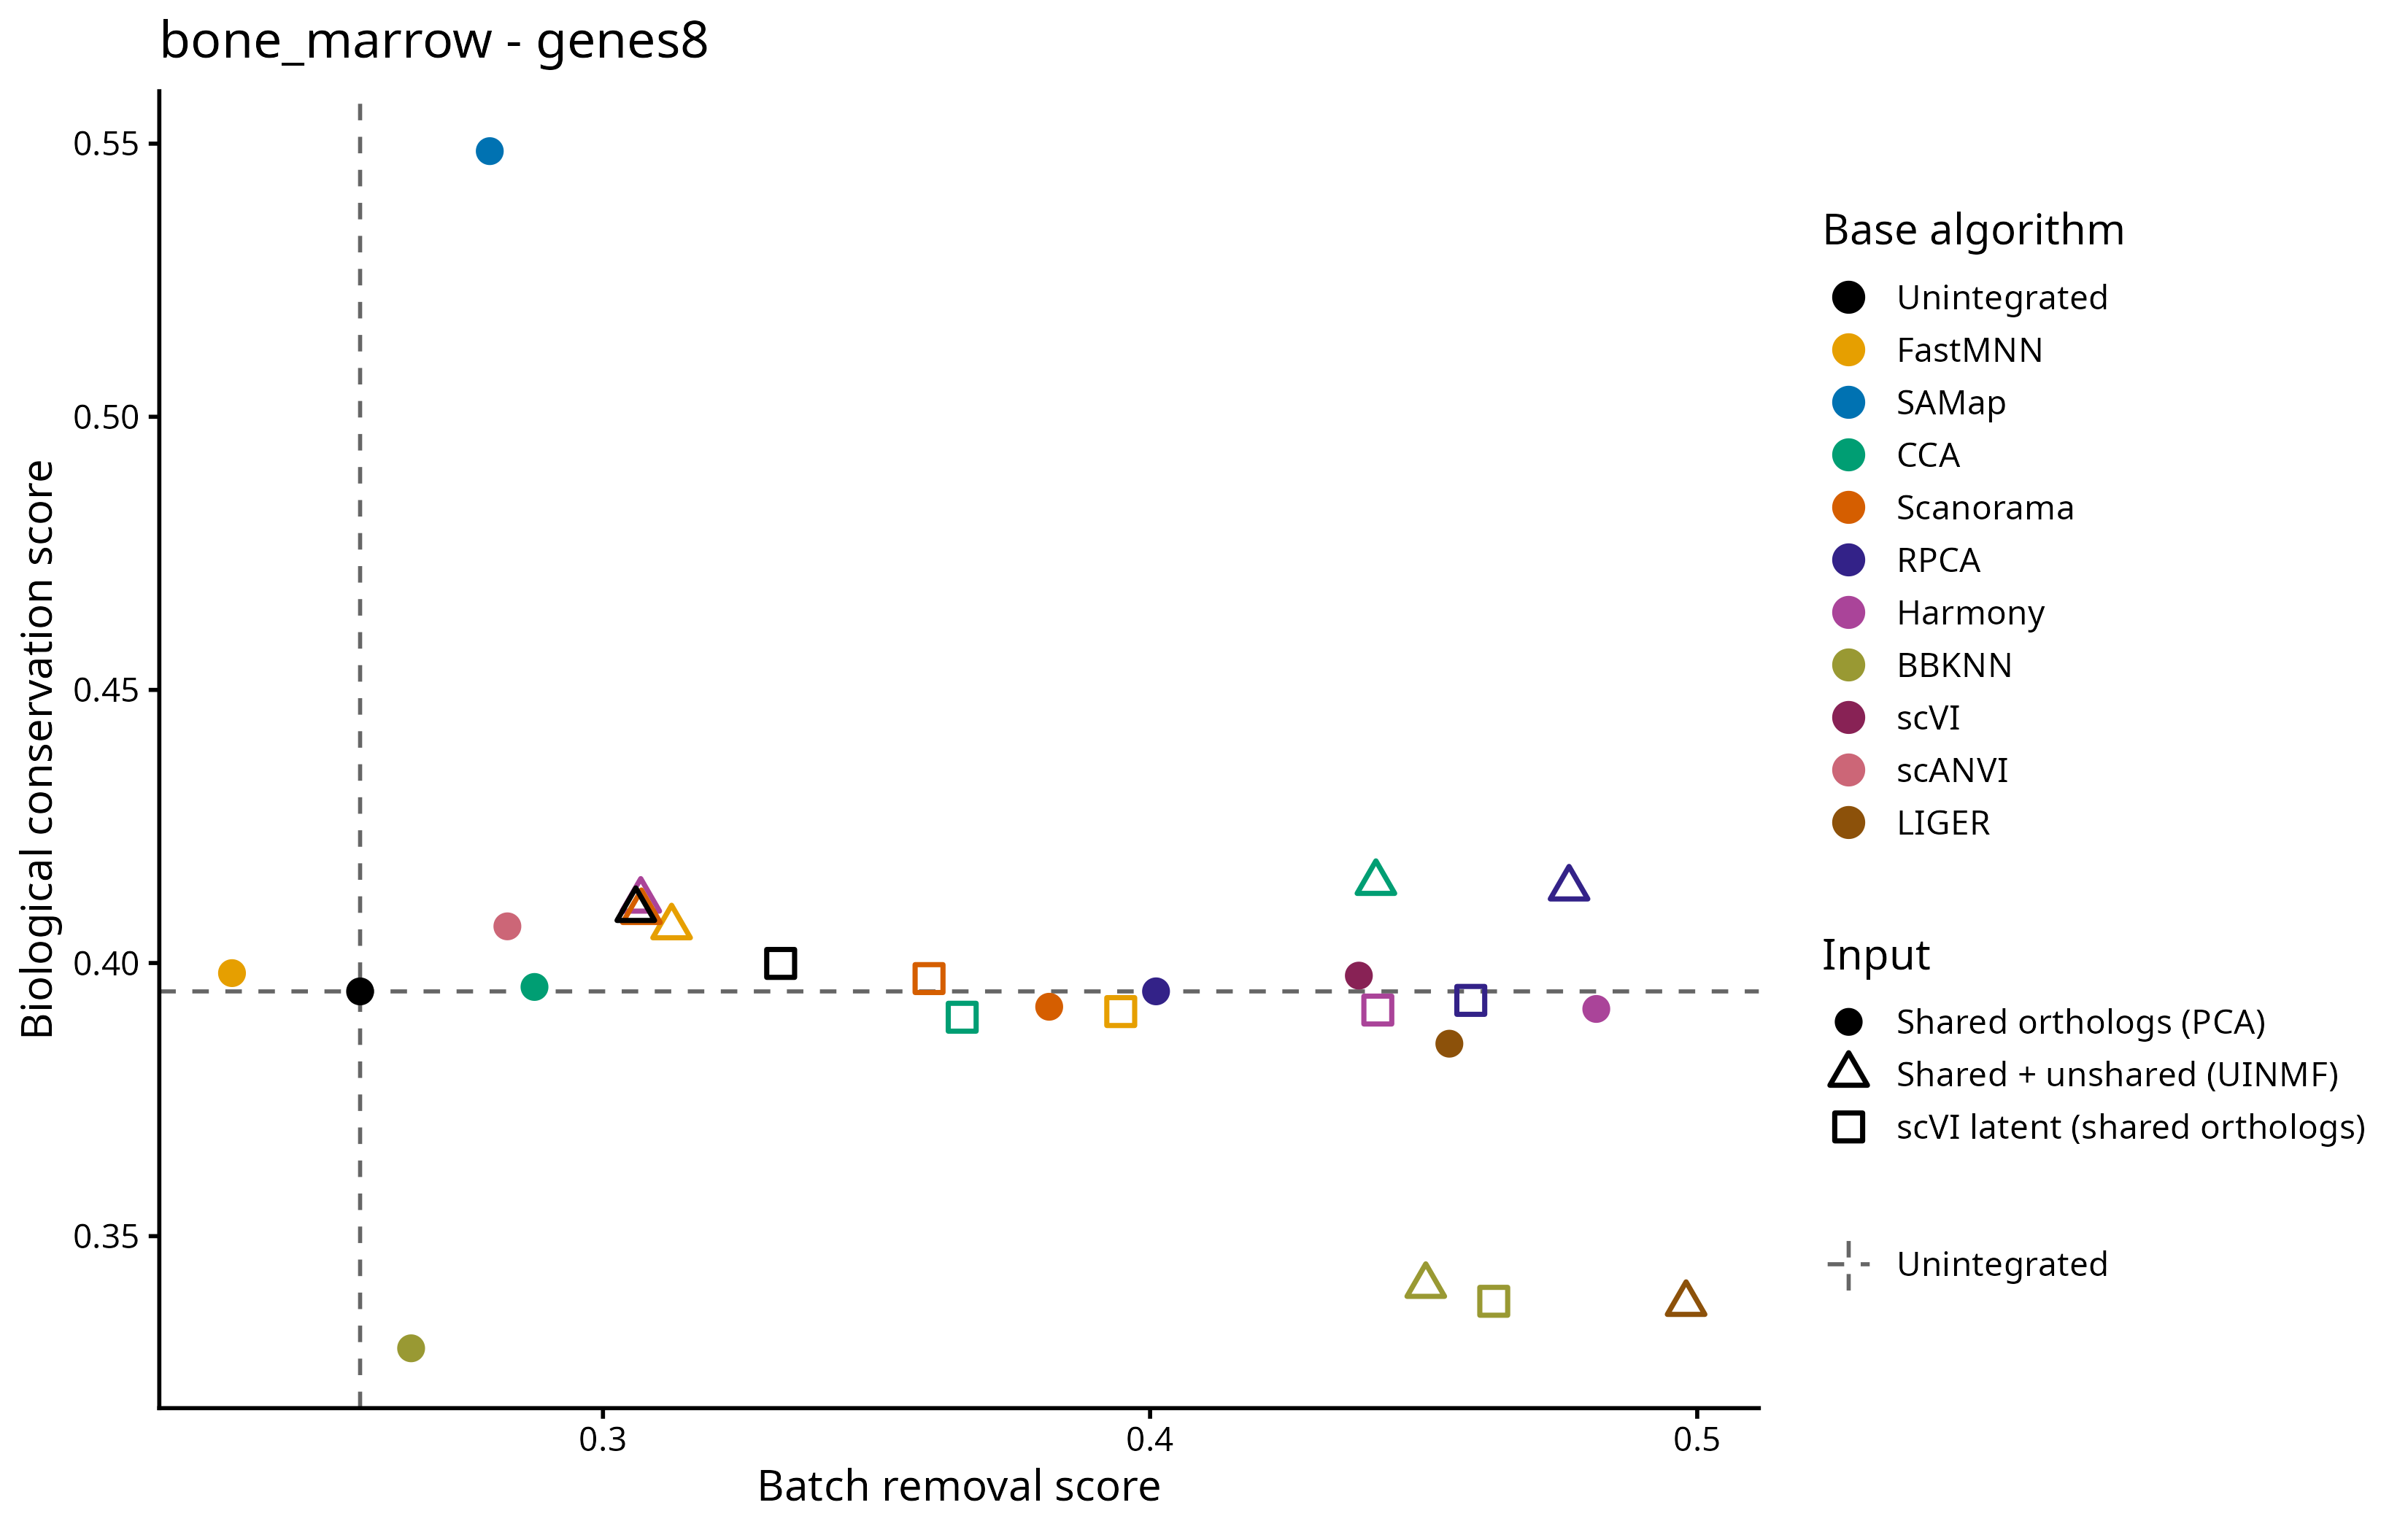 bone_marrow - genes8
Biological conservation score
0.55
0.50
0.45
0.40
0.35
0.3
0.4
0.5
Batch removal score
Base algorithm
Unintegrated
FastMNN
SAMap
CCA
Scanorama
RPCA
Harmony
BBKNN
scVI
scANVI
LIGER
Input
Shared orthologs (PCA)
Shared + unshared (UINMF)
scVI latent (shared orthologs)
Unintegrated